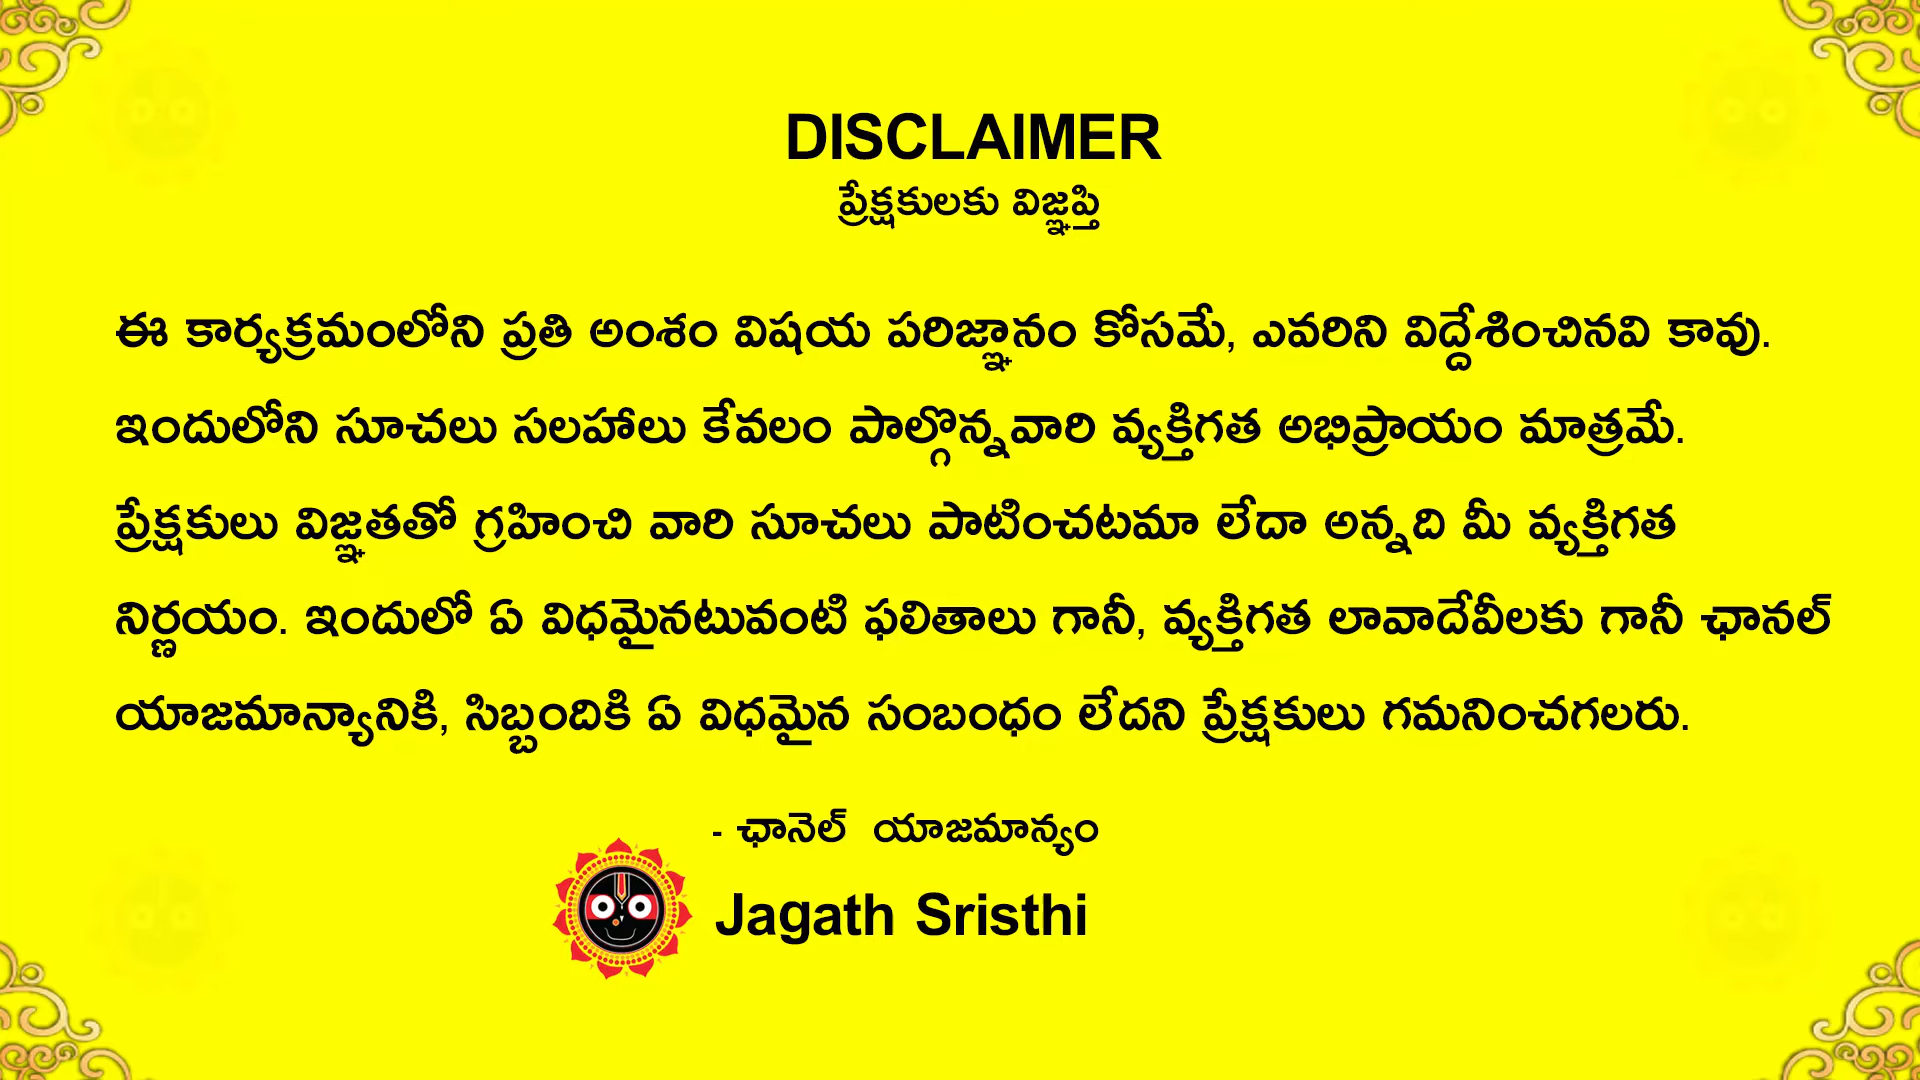 DISCLAIMER
ప్రేక్షకులకు విజ్ఞప్తి
ఈ కార్యక్రమంలోని ప్రతి అంశం విషయ పరిజ్ఞానం కోసమే, ఎవరిని విద్దేశించినవి కావు.
ఇందులోని సూచలు సలహాలు కేవలం పాల్గొన్నవారి వ్యక్తిగత అభిప్రాయం మాత్రమే.
ప్రేక్షకులు విజ్ఞతతో గ్రహించి వారి సూచలు పాటించటమా లేదా అన్నది మీ వ్యక్తిగత
నిర్ణయం. ఇందులో ఏ విధమైనటువంటి ఫలితాలు గానీ, వ్యక్తిగత లావాదేవీలకు గానీ ఛానల్
యాజమాన్యానికి, సిబ్బందికి ఏ విధమైన సంబంధం లేదని ప్రేక్షకులు గమనించగలరు.
- ఛానెల్ యాజమాన్యం
Jagath Sristhi